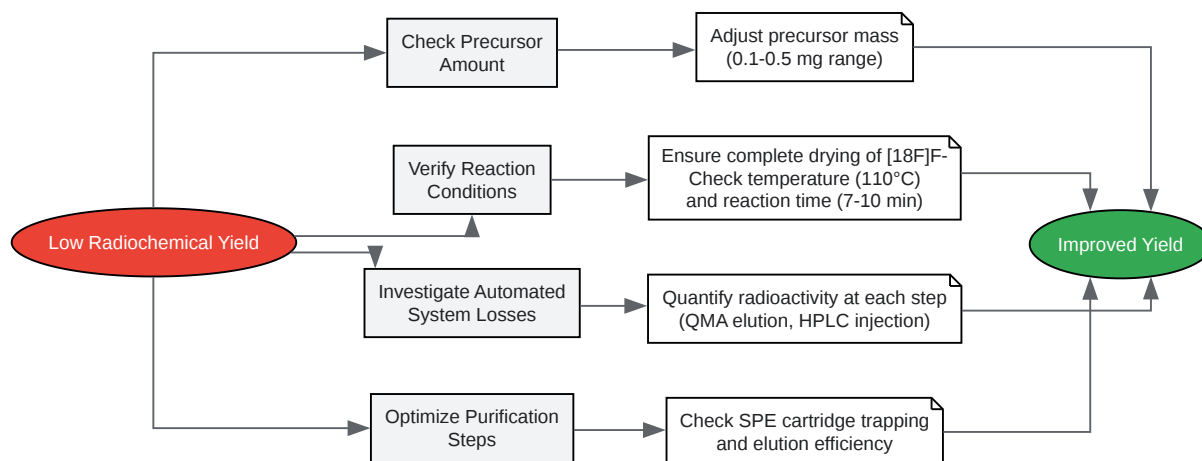 Low Radiochemical Yield
Check Precursor
Amount
Adjust precursor mass
(0.1-0.5 mg range)
Verify Reaction
Conditions
Ensure complete drying of [18F]F-
Check temperature (110°C)
and reaction time (7-10 min)
Investigate Automated
System Losses
Quantify radioactivity at each step
(QMA elution, HPLC injection)
Optimize Purification
Steps
Check SPE cartridge trapping
and elution efficiency
Improved Yield